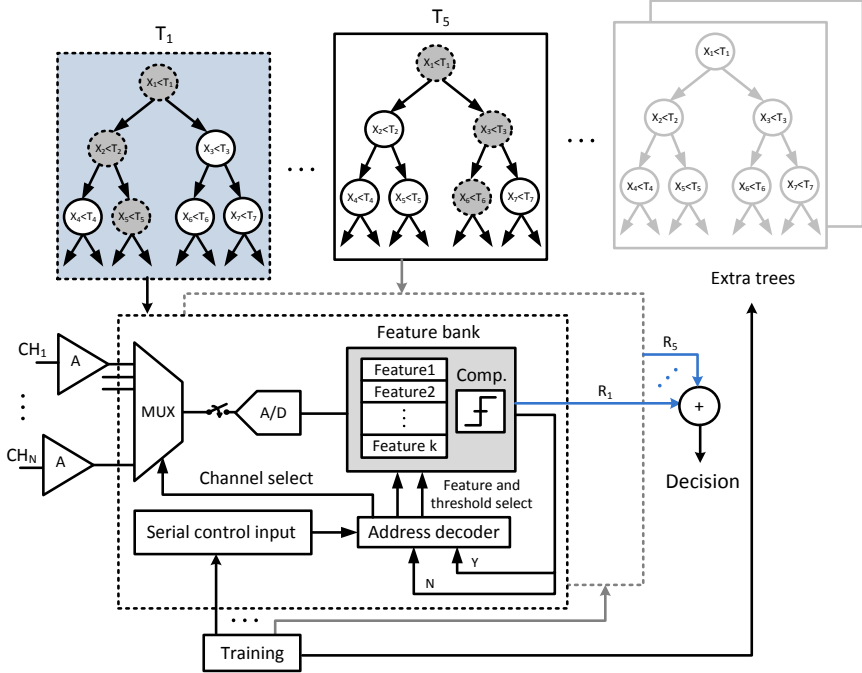 T1
T5
X1<T1
X2<T2
X3<T3
X4<T4
X5<T5
X6<T6
X7<T7
...
X1<T1
X2<T2
X3<T3
X4<T4
X5<T5
X6<T6
X7<T7
...
X1<T1
X2<T2
X3<T3
X4<T4
X5<T5
X6<T6
X7<T7
Extra trees
Feature bank
CH1
A
Feature1
Feature2
Feature k
Comp.
MUX
A/D
R5
R1
+
CHN
A
Decision
Channel select
Feature and
threshold select
Serial control input
Address decoder
Y
N
...
Training